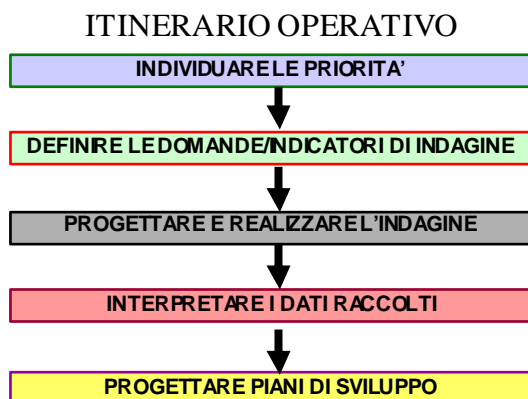 ITINERARIO OPERATIVO
INDIVIDUARE LE PRIORITA'
DEFINIRE LE DOMANDE/INDICATORI DI INDAGINE
PROGETTARE E REALIZZARE L'INDAGINE
INTERPRETARE I DATI RACCOLTI
PROGETTARE PIANI DI SVILUPPO